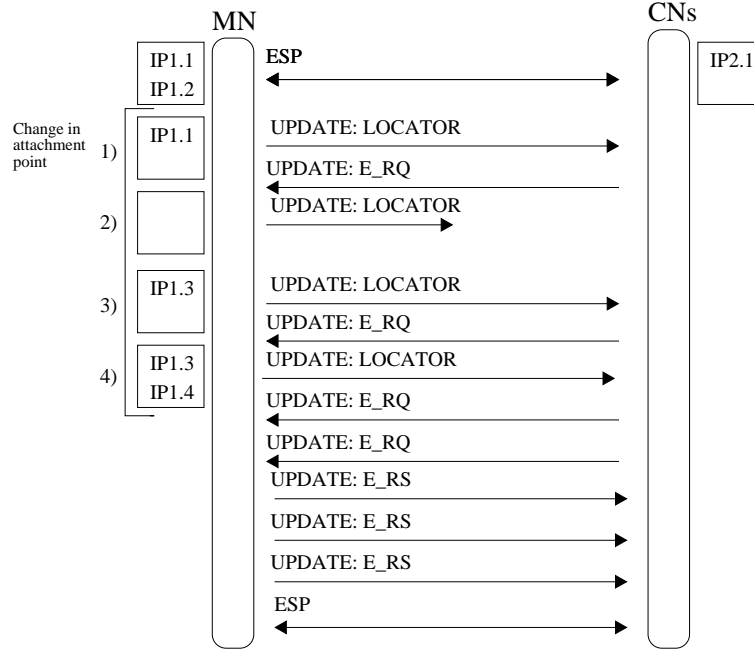 MN
CNs
IP1.1
IP1.2
ESP
IP2.1
Change in
attachment
point
1)
IP1.1
UPDATE: LOCATOR
UPDATE: E_RQ
2)
UPDATE: LOCATOR
3)
IP1.3
UPDATE: LOCATOR
UPDATE: E_RQ
4)
IP1.3
IP1.4
UPDATE: LOCATOR
UPDATE: E_RQ
UPDATE: E_RQ
UPDATE: E_RS
UPDATE: E_RS
UPDATE: E_RS
ESP